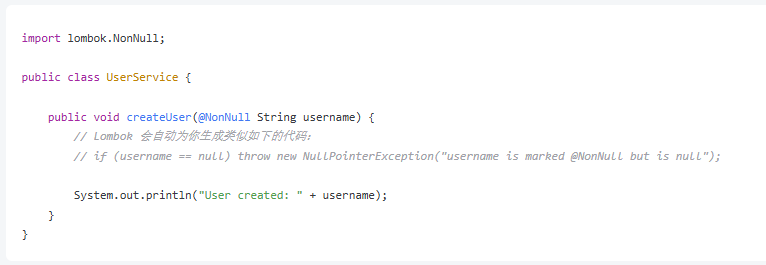 import lombok.NonNull;
public class UserService {
public void createUser(@NonNull String username) {
// Lombok 会自动为你生成类似如下的代码:
// if (username == null) throw new NullPointerException("username is marked @NonNull but is null");
System.out.println("User created: " + username);
}
}